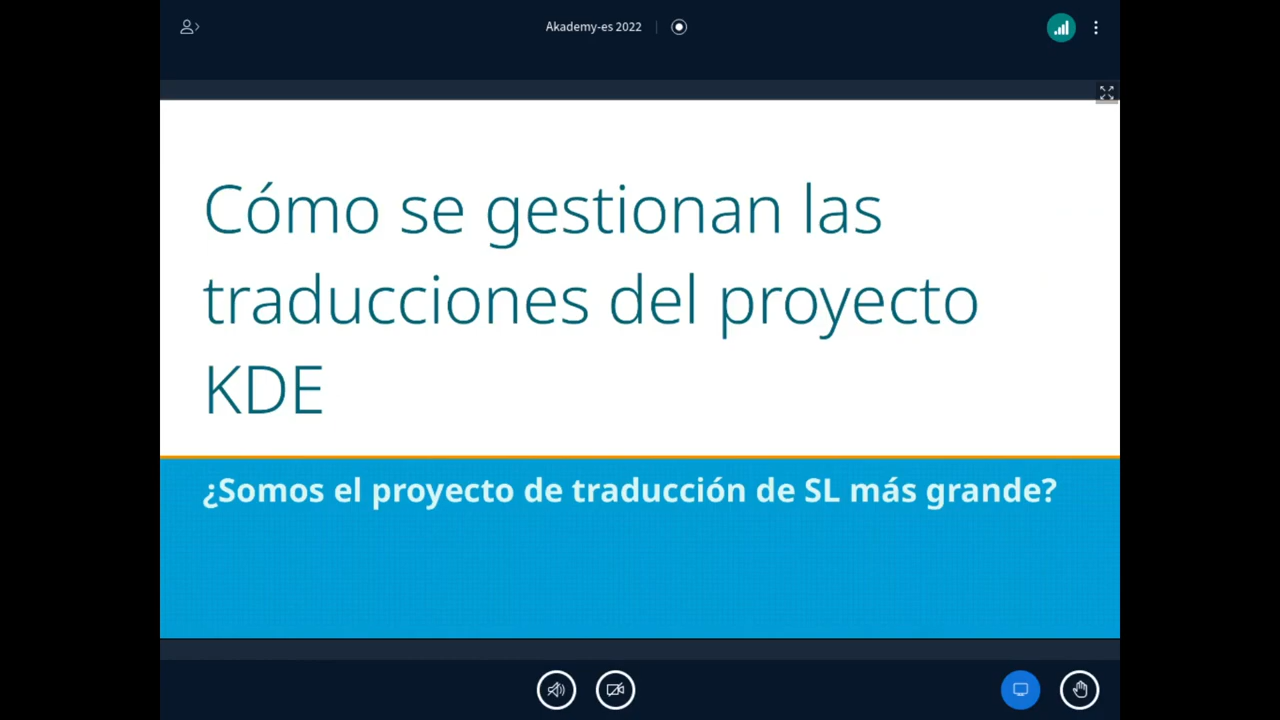 Akademy-es 2022
Cómo se gestionan las
traducciones del proyecto
KDE
¿Somos el proyecto de traducción de SL más grande?